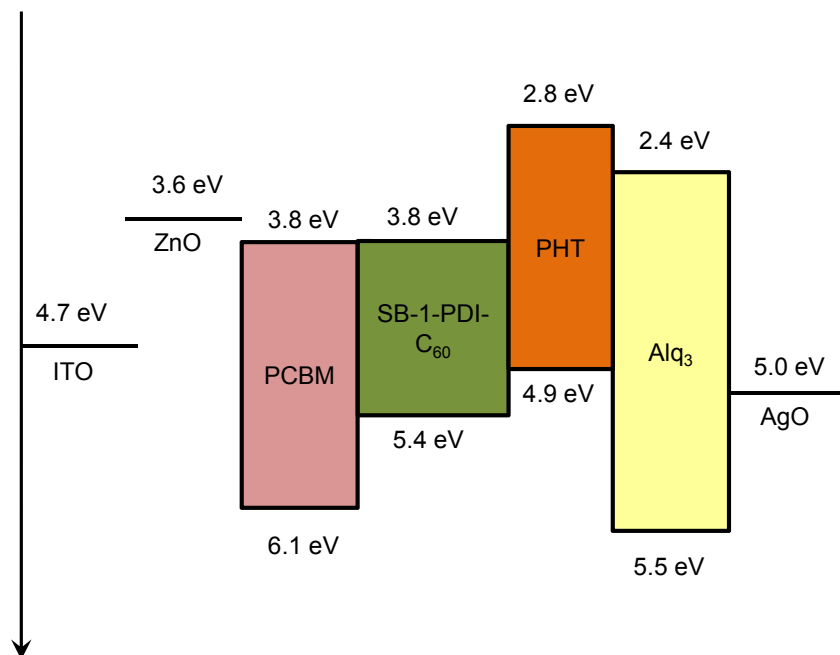 2.8 eV
2.4 eV
3.6 eV
ZnO
3.8 eV
3.8 eV
PHT
4.7 eV
ITO
SB-1-PDI-
C₆₀
PCBM
Alq₃
5.0 eV
AgO
4.9 eV
5.4 eV
6.1 eV
5.5 eV